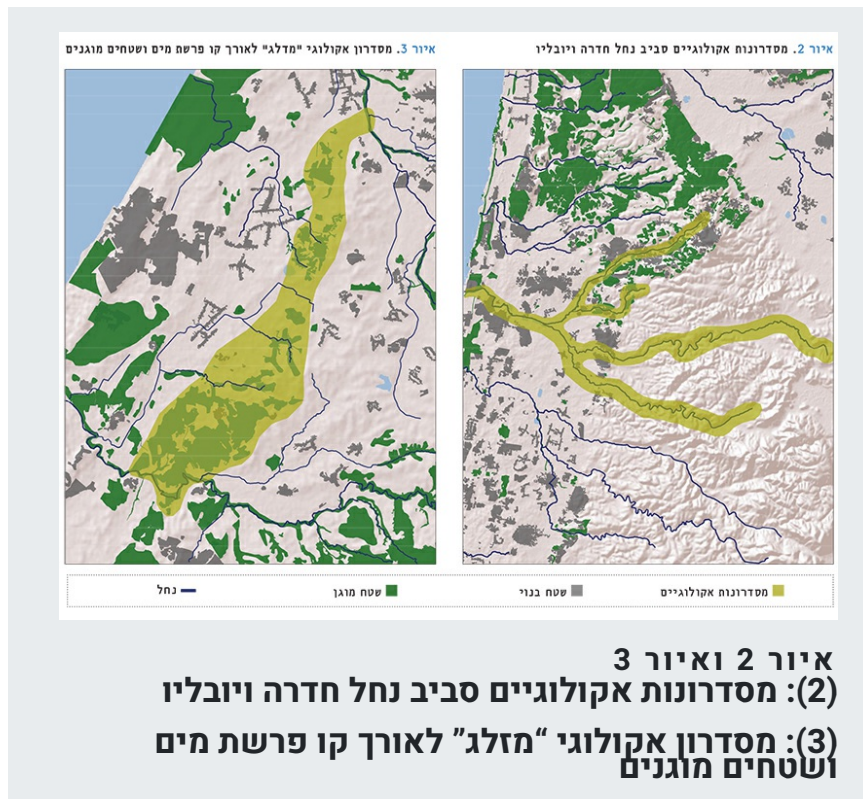 איור 2. מסדרונות אקולוגיים סביב נחל חדרה ויובליו
איור 3. מסדרון אקולוגי "מדלג" לאורך קו פרשת מים ושטחים מוגנים
מסדרונות אקולוגיים
שטח בנוי
שטח מוגן
נחל
איור 2 ואיור 3
(2): מסדרונות אקולוגיים סביב נחל חדרה ויובליו
(3): מסדרון אקולוגי “מזלג” לאורך קו פרשת מים
ושטחים מוגנים